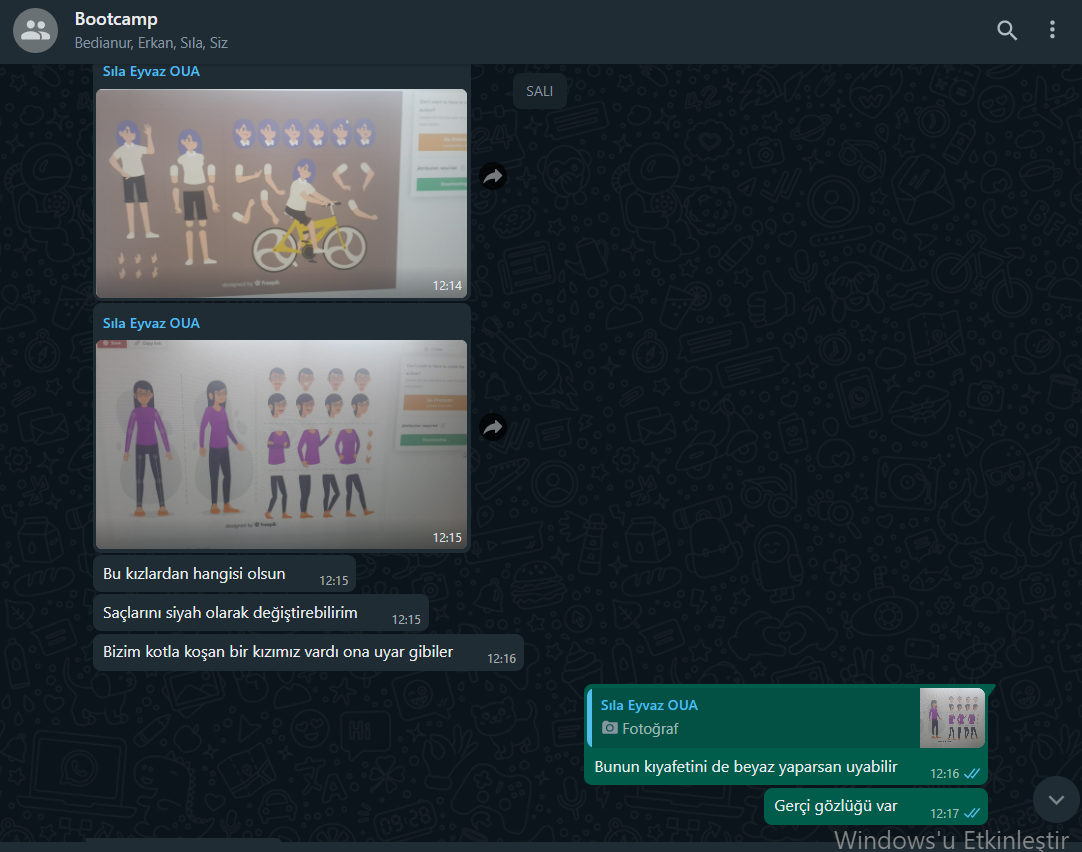 Bootcamp
Bedianur, Erkan, Sıla, Siz
SALI
Sıla Eyvaz OUA
designed by freepik
12:14
Sıla Eyvaz OUA
designed by freepik
12:15
Bu kızlardan hangisi olsun 12:15
Saçlarını siyah olarak değiştirebilirim 12:15
Bizim kotla koşan bir kızımız vardı ona uyar gibiler 12:16
Sıla Eyvaz OUA
Fotoğraf
Bunun kıyafetini de beyaz yaparsan uyabilir 12:16
Gerçi gözlüğü var 12:17
Windows'u Etkinleştir